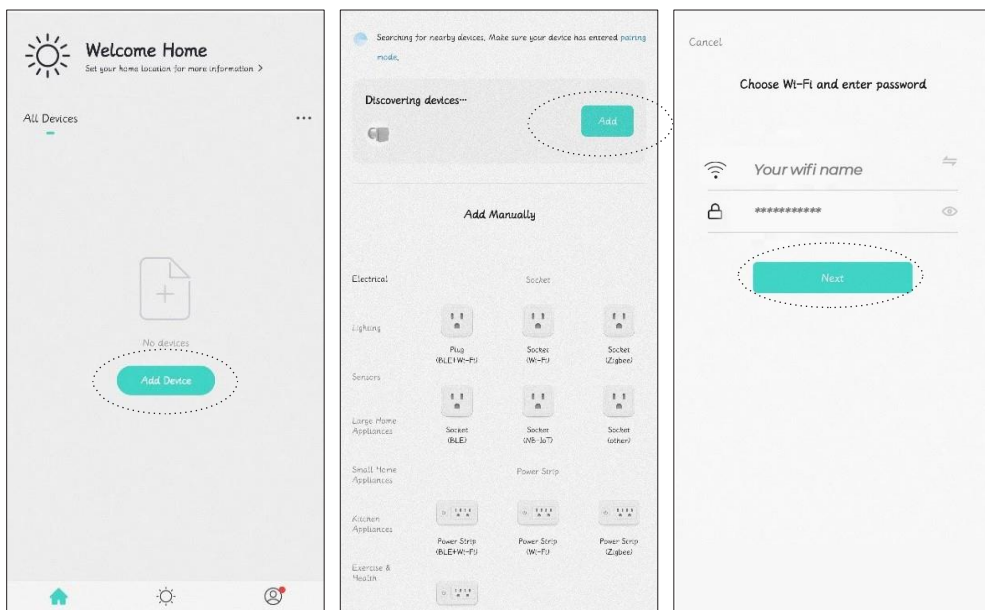 Welcome Home
Set your home location for more information >
All Devices
No devices
Add Device
Searching for nearby devices. Make sure your device has entered pairing
mode.
Discovering devices...
Add
Add Manually
Electrical
Lighting
Sensors
Large Home
Appliances
Small Home
Appliances
Kitchen
Appliances
Exercise &
Health
Socket
Plug
(BLE+Wi-Fi)
Socket
(Wi-Fi)
Socket
(Zigbee)
Socket
(BLE)
Socket
(NB-IoT)
Socket
(other)
Power Strip
Power Strip
(BLE+Wi-Fi)
Power Strip
(Wi-Fi)
Power Strip
(Zigbee)
Cancel
Choose Wi-Fi and enter password
Your wifi name
***********
Next